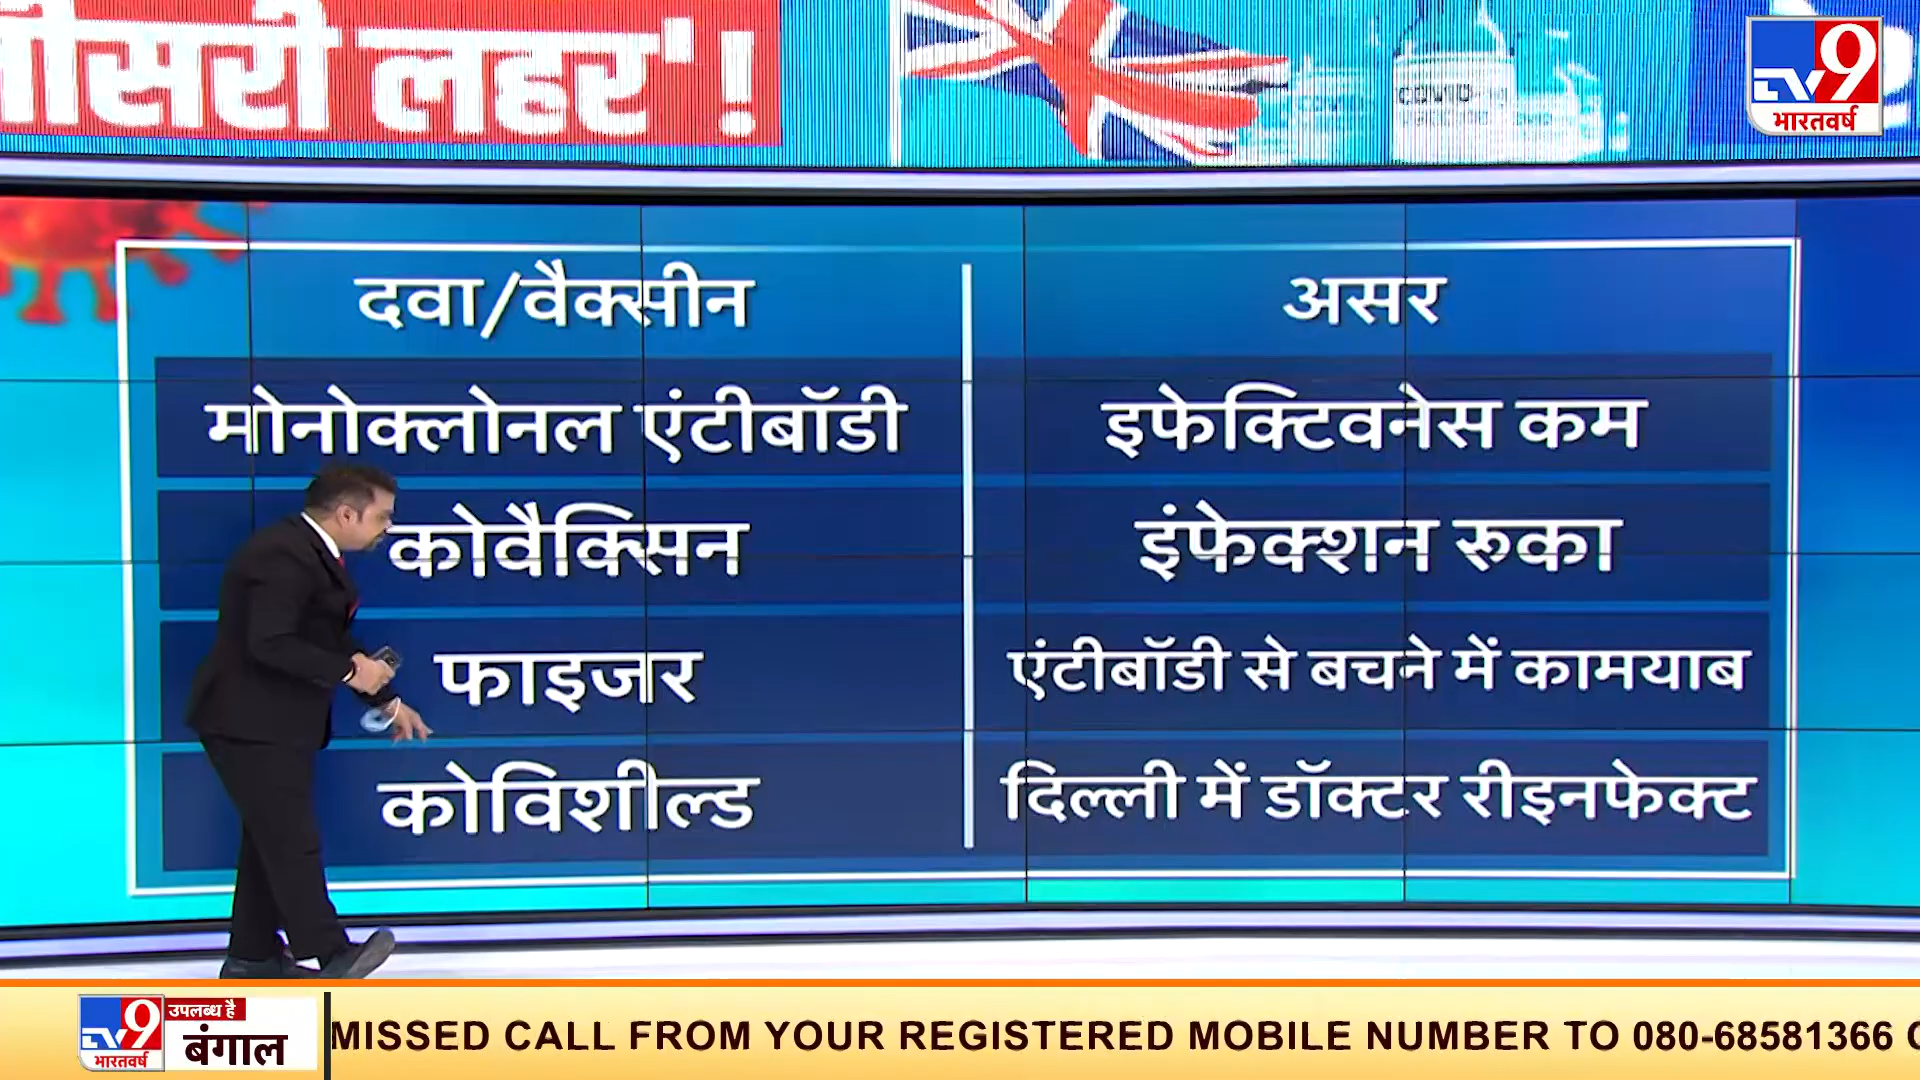 लहर'!
COVID
TV9
भारतवर्ष
दवा/वैक्सीन
असर
मोनोक्लोनल एंटीबॉडी
इफेक्टिवनेस कम
कोवैक्सिन
इंफेक्शन रुका
फाइजर
एंटीबॉडी से बचने में कामयाब
कोविशील्ड
दिल्ली में डॉक्टर रीइनफेक्ट
TV9
भारतवर्ष
उपलब्ध है
बंगाल
MISSED CALL FROM YOUR REGISTERED MOBILE NUMBER TO 080-68581366